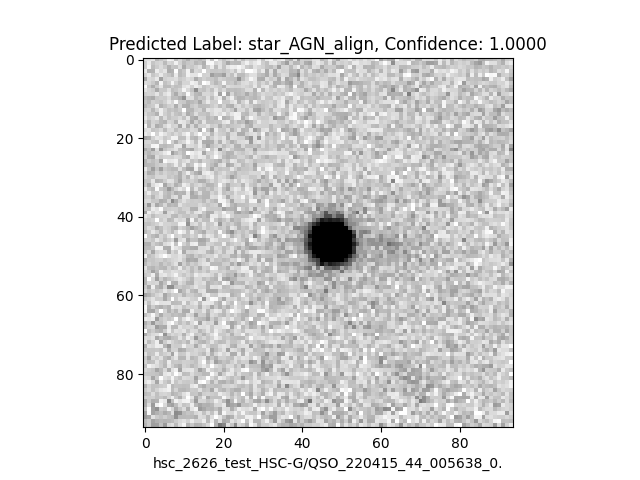 Predicted Label: star_AGN_align, Confidence: 1.0000
0
20
40
60
80
0 20 40 60 80
hsc_2626_test_HSC-G/QSO_220415_44_005638_0.